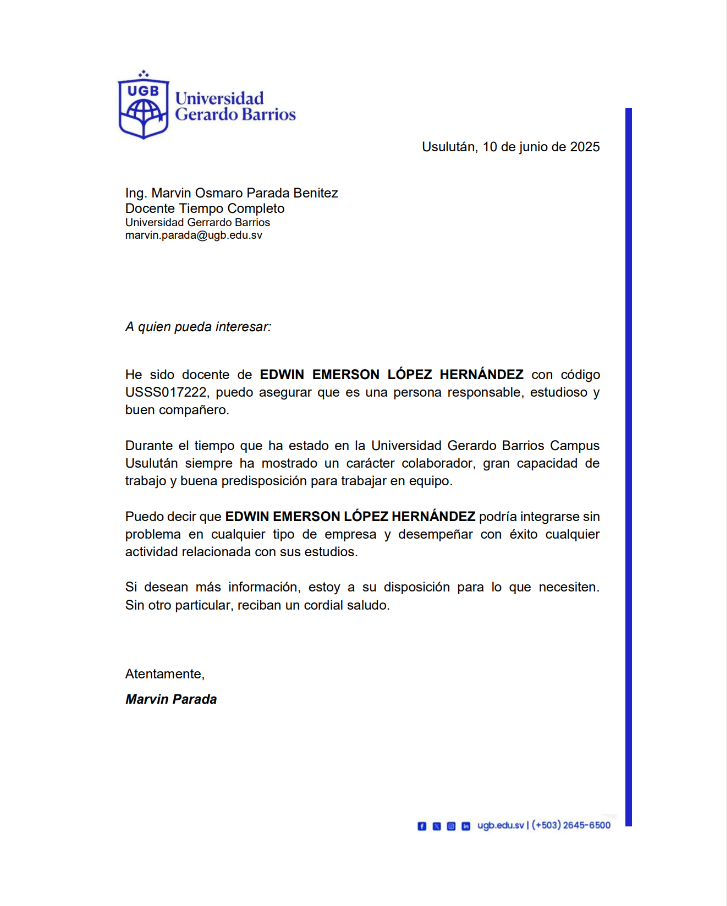 UGB
Universidad
Gerardo Barrios
Usulután, 10 de junio de 2025
Ing. Marvin Osmaro Parada Benitez
Docente Tiempo Completo
Universidad Gerrardo Barrios
marvin.parada@ugb.edu.sv
A quien pueda interesar:
He sido docente de EDWIN EMERSON LÓPEZ HERNÁNDEZ con código
USSS017222, puedo asegurar que es una persona responsable, estudioso y
buen compañero.
Durante el tiempo que ha estado en la Universidad Gerardo Barrios Campus
Usulután siempre ha mostrado un carácter colaborador, gran capacidad de
trabajo y buena predisposición para trabajar en equipo.
Puedo decir que EDWIN EMERSON LÓPEZ HERNÁNDEZ podría integrarse sin
problema en cualquier tipo de empresa y desempeñar con éxito cualquier
actividad relacionada con sus estudios.
Si desean más información, estoy a su disposición para lo que necesiten.
Sin otro particular, reciban un cordial saludo.
Atentamente,
Marvin Parada
ugb.edu.sv | (+503) 2645-6500